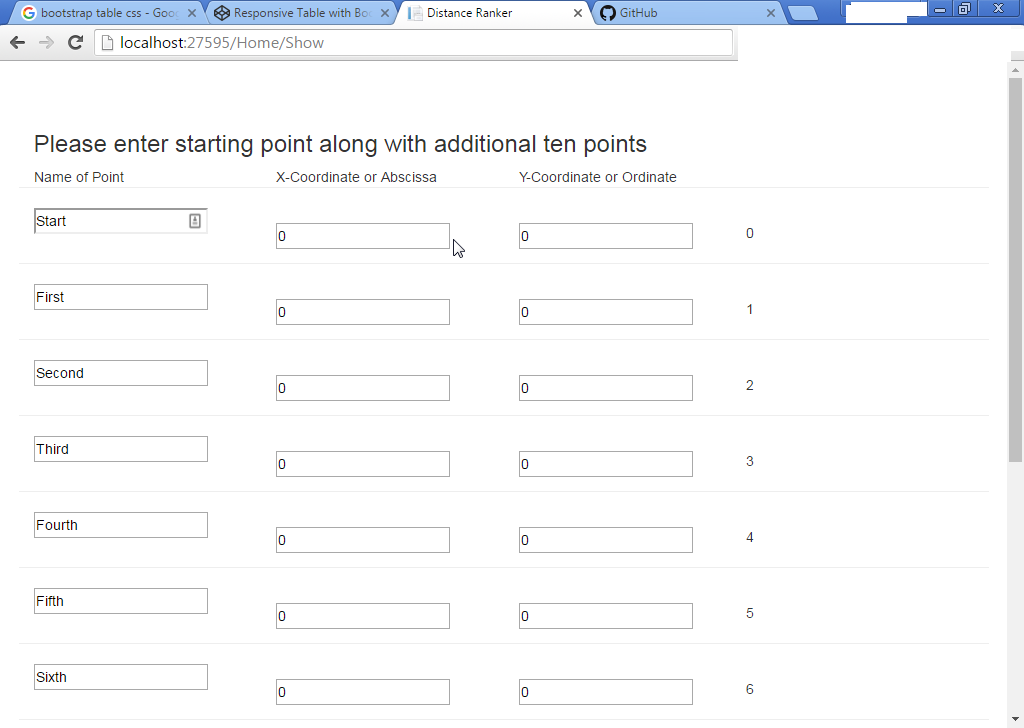 bootstrap table css - Goo
Responsive Table with Bo
Distance Ranker
GitHub
localhost:27595/Home/Show
Please enter starting point along with additional ten points
Name of Point X-Coordinate or Abscissa Y-Coordinate or Ordinate
Start 0 0 0
First 0 0 1
Second 0 0 2
Third 0 0 3
Fourth 0 0 4
Fifth 0 0 5
Sixth 0 0 6